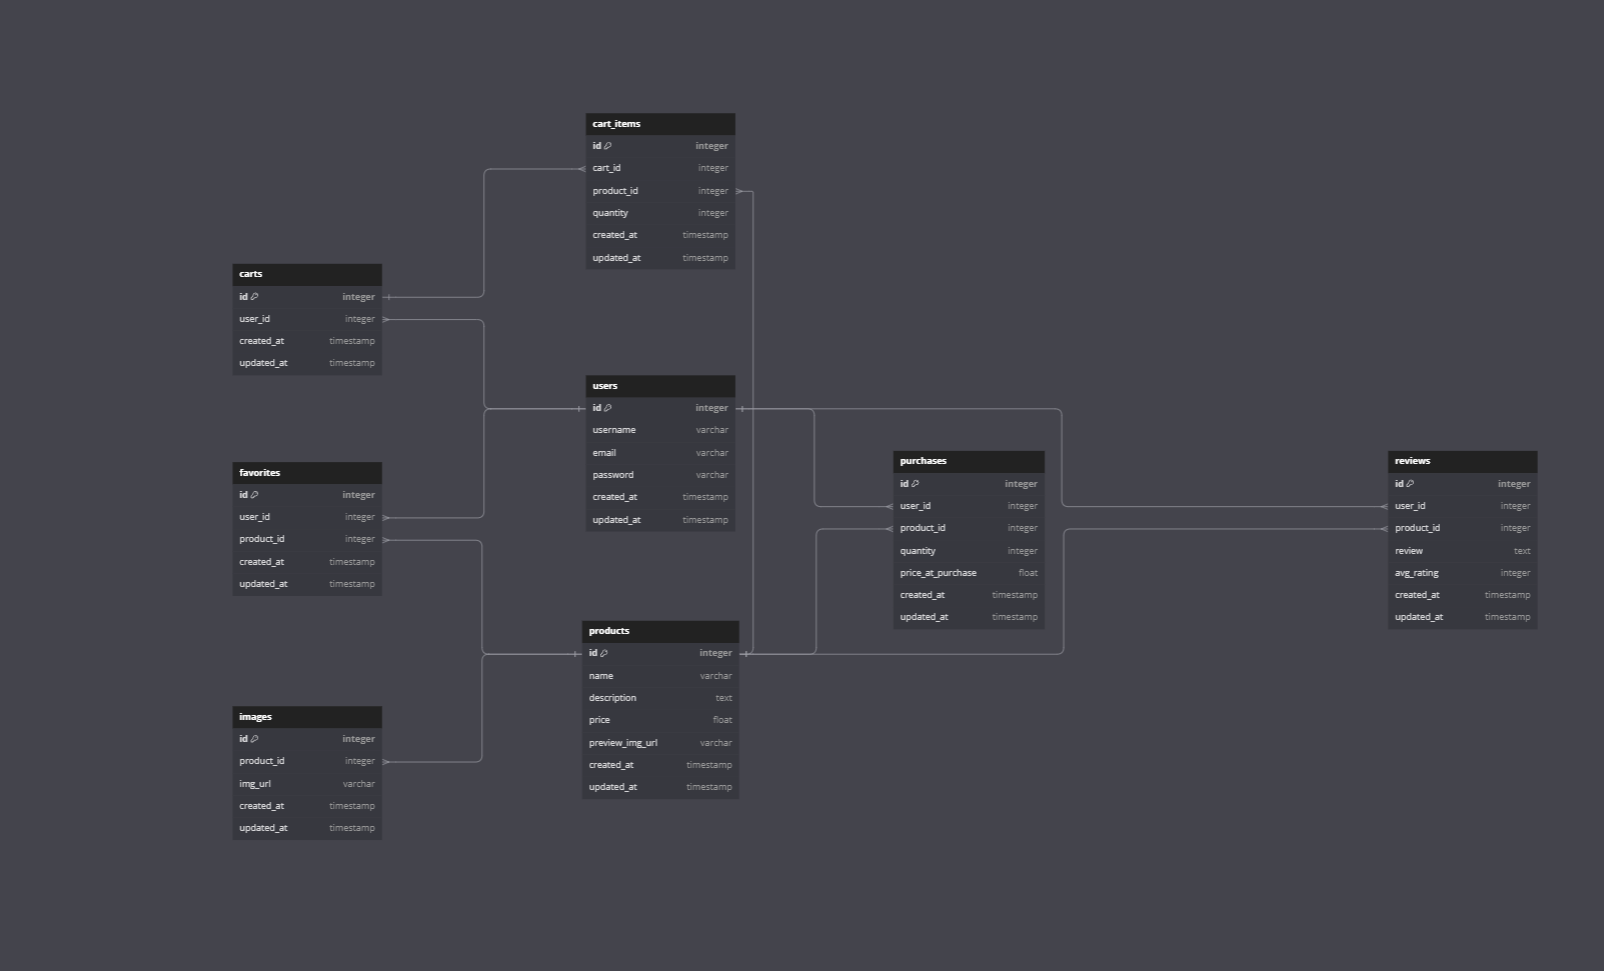 cart_items
id integer
cart_id integer
product_id integer
quantity integer
created_at timestamp
updated_at timestamp
carts
id integer
user_id integer
created_at timestamp
updated_at timestamp
users
id integer
username varchar
email varchar
password varchar
created_at timestamp
updated_at timestamp
favorites
id integer
user_id integer
product_id integer
created_at timestamp
updated_at timestamp
purchases
id integer
user_id integer
product_id integer
quantity integer
price_at_purchase float
created_at timestamp
updated_at timestamp
reviews
id integer
user_id integer
product_id integer
review text
avg_rating integer
created_at timestamp
updated_at timestamp
products
id integer
name varchar
description text
price float
preview_img_url varchar
created_at timestamp
updated_at timestamp
images
id integer
product_id integer
img_url varchar
created_at timestamp
updated_at timestamp